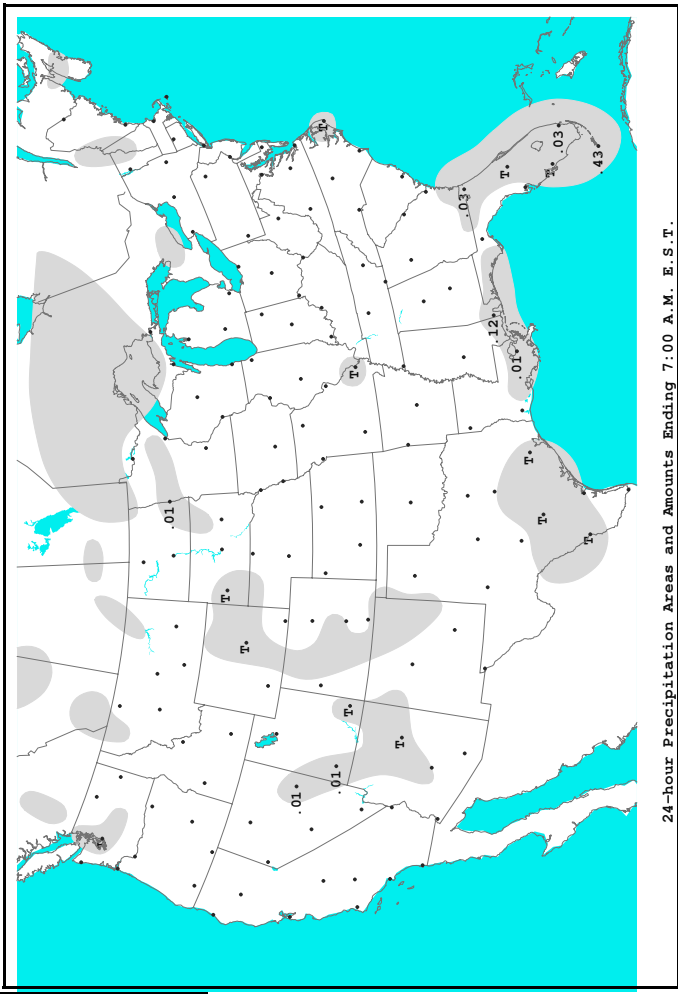 24-hour Precipitation Areas and Amounts Ending 7:00 A.M. E.S.T.
T
.03
.43
T
T
.03
.12
.01
T
T
T
T
.01
T
T
T
T
.01
.01